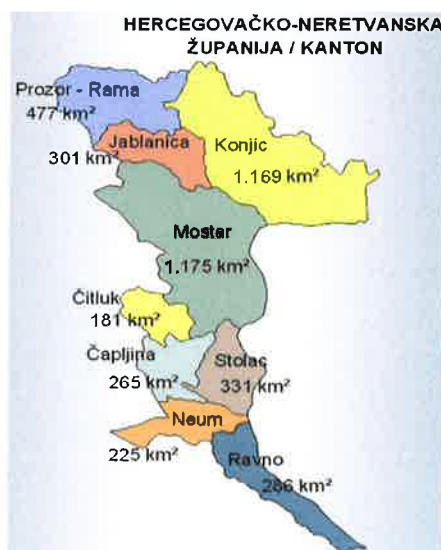 HERCEGOVAČKO-NERETVANSKA
ŽUPANIJA / KANTON
Prozor - Rama
477 km²
Jablanica
301 km²
Konjic
1.169 km²
Mostar
1.175 km²
Čitluk
181 km²
Čapljina
265 km²
Stolac
331 km²
Neum
225 km²
Ravno
286 km²